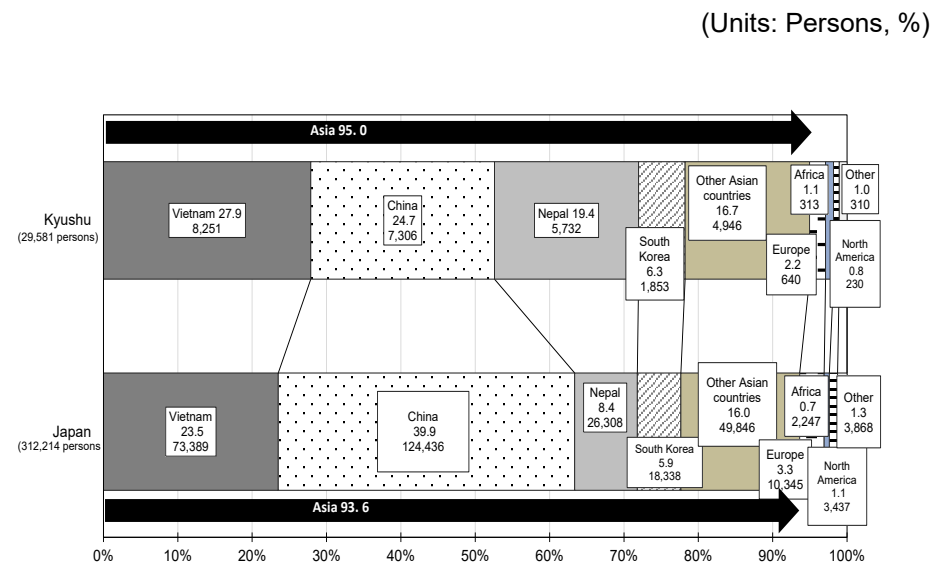 (Units: Persons, %)
Asia 95. 0
Kyushu
(29,581 persons)
Vietnam 27.9
8,251
China
24.7
7,306
Nepal 19.4
5,732
South
Korea
6.3
1,853
Other Asian
countries
16.7
4,946
Europe
2.2
640
Africa
1.1
313
North
America
0.8
230
Other
1.0
310
Japan
(312,214 persons
Vietnam
23.5
73,389
China
39.9
124,436
Nepal
8.4
26,308
South Korea
5.9
18,338
Other Asian
countries
16.0
49,846
Europe
3.3
10,345
Africa
0.7
2,247
North
America
1.1
3,437
Other
1.3
3,868
Asia 93. 6
0%
10%
20%
30%
40%
50%
60%
70%
80%
90%
100%